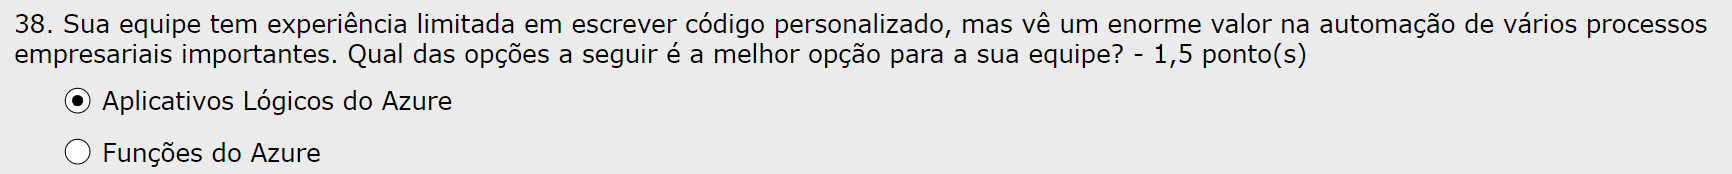 38. Sua equipe tem experiência limitada em escrever código personalizado, mas vê um enorme valor na automação de vários processos
empresariais importantes. Qual das opções a seguir é a melhor opção para a sua equipe? - 1,5 ponto(s)
Aplicativos Lógicos do Azure
Funções do Azure